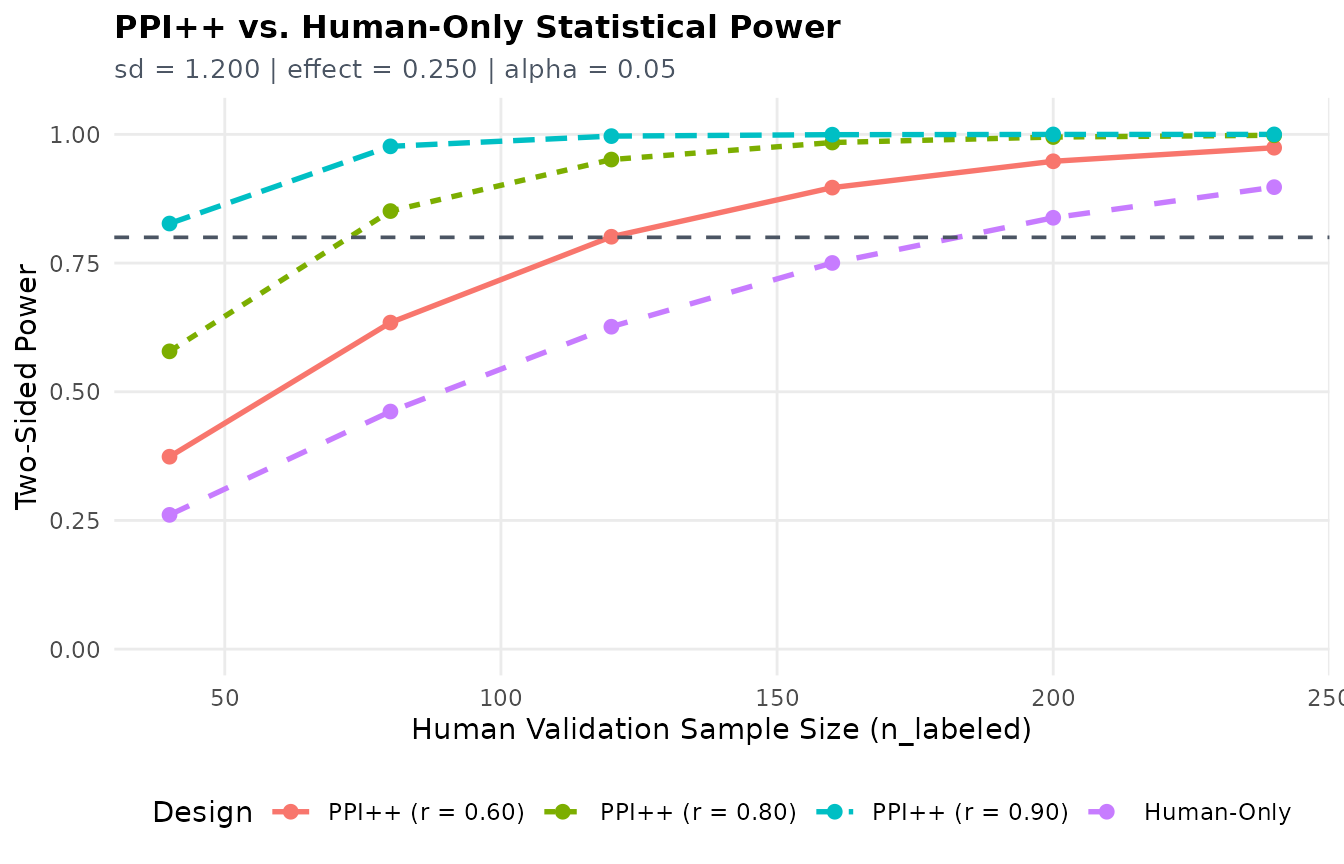 PPI++ vs. Human-Only Statistical Power
sd = 1.200 | effect = 0.250 | alpha = 0.05
Two-Sided Power
1.00
0.75
0.50
0.25
0.00
50 100 150 200 250
Human Validation Sample Size (n_labeled)
Design PPI++ (r = 0.60) PPI++ (r = 0.80) PPI++ (r = 0.90) Human-Only